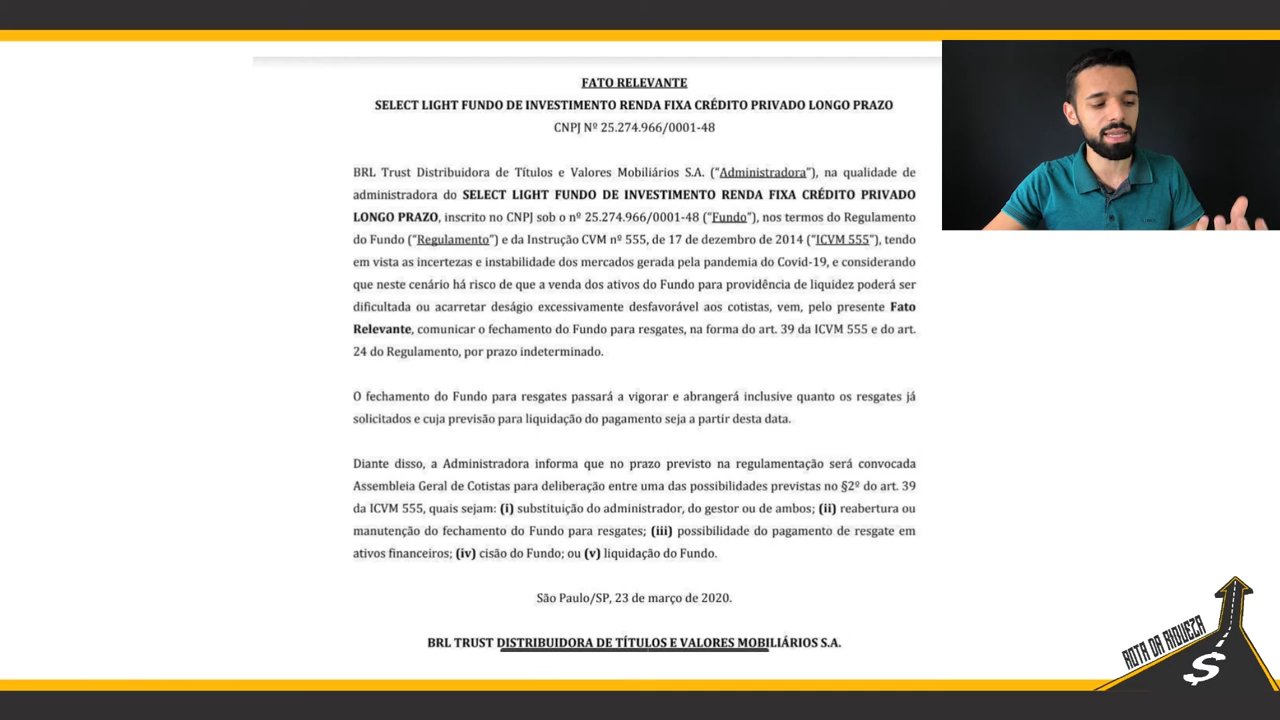 FATO RELEVANTE
SELECT LIGHT FUNDO DE INVESTIMENTO RENDA FIXA CRÉDITO PRIVADO LONGO PRAZO
CNPJ Nº 25.274.966/0001-48
BRL Trust Distribuidora de Títulos e Valores Mobiliários S.A. (“Administradora”), na qualidade de
administradora do SELECT LIGHT FUNDO DE INVESTIMENTO RENDA FIXA CRÉDITO PRIVADO
LONGO PRAZO, inscrito no CNPJ sob o nº 25.274.966/0001-48 (“Fundo”), nos termos do Regulamento
do Fundo (“Regulamento”) e da Instrução CVM nº 555, de 17 de dezembro de 2014 (“ICVM 555”), tendo
em vista as incertezas e instabilidade dos mercados gerada pela pandemia do Covid-19, e considerando
que neste cenário há risco de que a venda dos ativos do Fundo para providência de liquidez poderá ser
dificultada ou acarretar deságio excessivamente desfavorável aos cotistas, vem, pelo presente Fato
Relevante, comunicar o fechamento do Fundo para resgates, na forma do art. 39 da ICVM 555 e do art.
24 do Regulamento, por prazo indeterminado.
O fechamento do Fundo para resgates passará a vigorar e abrangerá inclusive quanto os resgates já
solicitados e cuja previsão para liquidação do pagamento seja a partir desta data.
Diante disso, a Administradora informa que no prazo previsto na regulamentação será convocada
Assembleia Geral de Cotistas para deliberação entre uma das possibilidades previstas no §2º do art. 39
da ICVM 555, quais sejam: (i) substituição do administrador, do gestor ou de ambos; (ii) reabertura ou
manutenção do fechamento do Fundo para resgates; (iii) possibilidade do pagamento de resgate em
ativos financeiros; (iv) cisão do Fundo; ou (v) liquidação do Fundo.
São Paulo/SP, 23 de março de 2020.
BRL TRUST DISTRIBUIDORA DE TÍTULOS E VALORES MOBILIÁRIOS S.A.
ROTA DA RIQUEZA
$